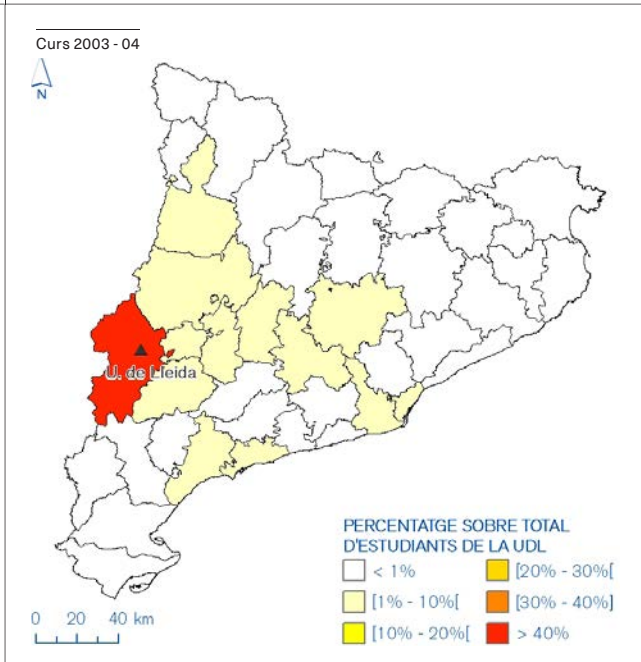 Curs 2003 - 04
N
U. de Lleida
PERCENTATGE SOBRE TOTAL
D'ESTUDIANTS DE LA UDL
< 1%
[1% - 10%[
[10% - 20%[
[20% - 30%[
[30% - 40%]
> 40%
0 20 40 km